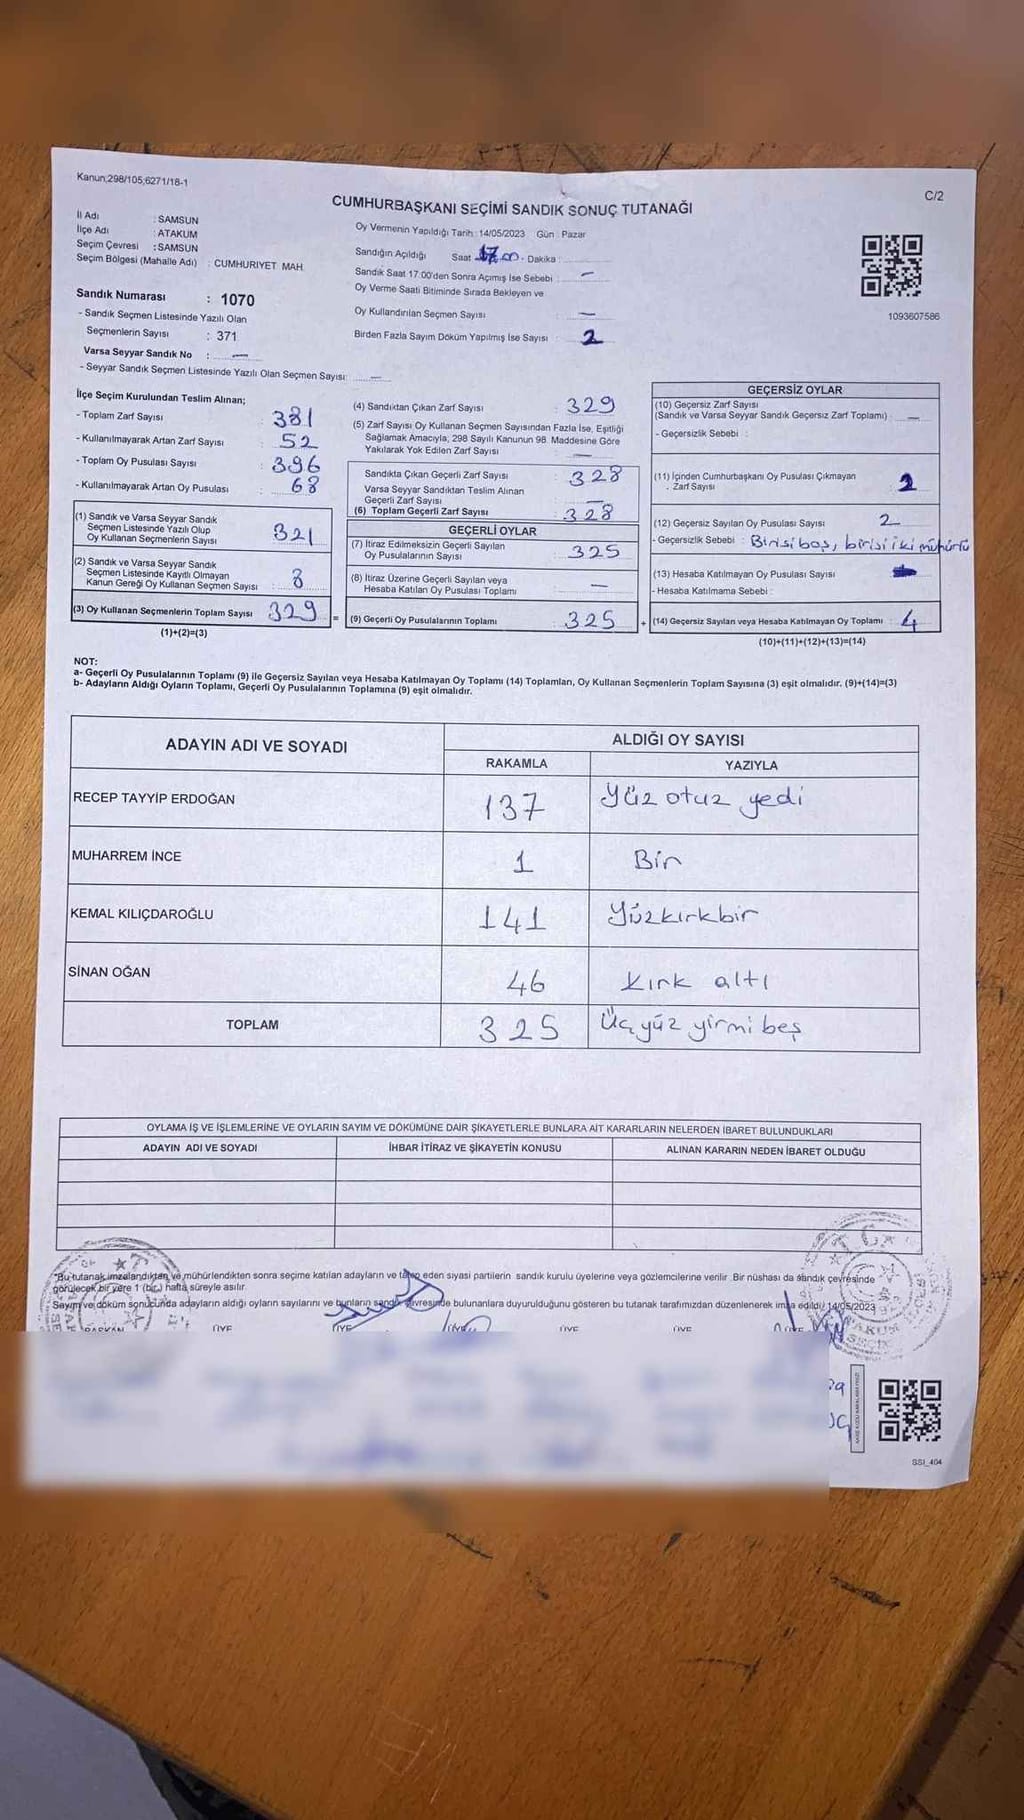 Kanun;298/105,6271/18-1
C/2
CUMHURBAŞKANI SEÇİMİ SANDIK SONUÇ TUTANAĞI
İl Adı : SAMSUN
İlçe Adı : ATAKUM
Seçim Çevresi : SAMSUN
Seçim Bölgesi (Mahalle Adı) : CUMHURIYET MAH.
Sandık Numarası : 1070
- Sandık Seçmen Listesinde Yazılı Olan
Seçmenlerin Sayısı : 371
Varsa Seyyar Sandık No : —
- Seyyar Sandık Seçmen Listesinde Yazılı Olan Seçmen Sayısı: —
Oy Vermenin Yapıldığı Tarih : 14/05/2023 Gün : Pazar
Sandığın Açıldığı Saat 17.00 - Dakika :
Sandık Saat 17:00'den Sonra Açımış İse Sebebi : —
Oy Verme Saati Bitiminde Sırada Bekleyen ve
Oy Kullandırılan Seçmen Sayısı : —
Birden Fazla Sayım Döküm Yapılmış İse Sayısı : 2
1093607586
İlçe Seçim Kurulundan Teslim Alınan;
- Toplam Zarf Sayısı : 381
- Kullanılmayarak Artan Zarf Sayısı : 52
- Toplam Oy Pusulası Sayısı : 396
- Kullanılmayarak Artan Oy Pusulası : 68
(1) Sandık ve Varsa Seyyar Sandık
Seçmen Listesinde Yazılı Olup
Oy Kullanan Seçmenlerin Sayısı : 321
(2) Sandık ve Varsa Seyyar Sandık
Seçmen Listesinde Kayıtlı Olmayan
Kanun Gereği Oy Kullanan Seçmen Sayısı : 8
(3) Oy Kullanan Seçmenlerin Toplam Sayısı 329 =
(1)+(2)=(3)
(4) Sandıktan Çıkan Zarf Sayısı : 329
(5) Zarf Sayısı Oy Kullanan Seçmen Sayısından Fazla İse, Eşitliği
Sağlamak Amacıyla, 298 Sayılı Kanunun 98. Maddesine Göre
Yakılarak Yok Edilen Zarf Sayısı : —
Sandıkta Çıkan Geçerli Zarf Sayısı : 328
Varsa Seyyar Sandıktan Teslim Alınan
Geçerli Zarf Sayısı : —
(6) Toplam Geçerli Zarf Sayısı : 328
GEÇERLİ OYLAR
(7) İtiraz Edilmeksizin Geçerli Sayılan
Oy Pusulalarının Sayısı : 325
(8) İtiraz Üzerine Geçerli Sayılan veya
Hesaba Katılan Oy Pusulası Toplamı : —
(9) Geçerli Oy Pusulalarının Toplamı : 325 +
GEÇERSİZ OYLAR
(10) Geçersiz Zarf Sayısı
(Sandık ve Varsa Seyyar Sandık Geçersiz Zarf Toplamı) : —
- Geçersizlik Sebebi :
(11) İçinden Cumhurbaşkanı Oy Pusulası Çıkmayan
Zarf Sayısı : 2
(12) Geçersiz Sayılan Oy Pusulası Sayısı : 2
- Geçersizlik Sebebi : Birisi boş, birisi iki mühürlü
(13) Hesaba Katılmayan Oy Pusulası Sayısı :
- Hesaba Katılmama Sebebi :
(14) Geçersiz Sayılan veya Hesaba Katılmayan Oy Toplamı : 4
(10)+(11)+(12)+(13)=(14)
NOT:
a- Geçerli Oy Pusulalarının Toplamı (9) ile Geçersiz Sayılan veya Hesaba Katılmayan Oy Toplamı (14) Toplamları, Oy Kullanan Seçmenlerin Toplam Sayısına (3) eşit olmalıdır. (9)+(14)=(3)
b- Adayların Aldığı Oyların Toplamı, Geçerli Oy Pusulalarının Toplamına (9) eşit olmalıdır.
ADAYIN ADI VE SOYADI ALDIĞI OY SAYISI
RAKAMLA YAZIYLA
RECEP TAYYİP ERDOĞAN 137 Yüz otuz yedi
MUHARREM İNCE 1 Bir
KEMAL KILIÇDAROĞLU 141 Yüzkırkbir
SİNAN OĞAN 46 Kırk altı
TOPLAM 325 Üçyüz yirmi beş
OYLAMA İŞ VE İŞLEMLERİNE VE OYLARIN SAYIM VE DÖKÜMÜNE DAİR ŞİKAYETLERLE BUNLARA AİT KARARLARIN NELERDEN İBARET BULUNDUKLARI
ADAYIN ADI VE SOYADI İHBAR İTİRAZ VE ŞİKAYETİN KONUSU ALINAN KARARIN NEDEN İBARET OLDUĞU
*Bu tutanak imzalandıktan ve mühürlendikten sonra seçime katılan adayların ve talep eden siyasi partilerin sandık kurulu üyelerine veya gözlemcilerine verilir. Bir nüshası da sandık çevresinde
görülecek bir yere 1 (bir) hafta süreyle asılır.
Sayım ve döküm sonucunda adayların aldığı oyların sayılarını ve bunların sandık çevresinde bulunanlara duyurulduğunu gösteren bu tutanak tarafımızdan düzenlenerek imza edildi. 14/05/2023
BAŞKAN ÜYE ÜYE ÜYE ÜYE ÜYE ÜYE
SSI_404